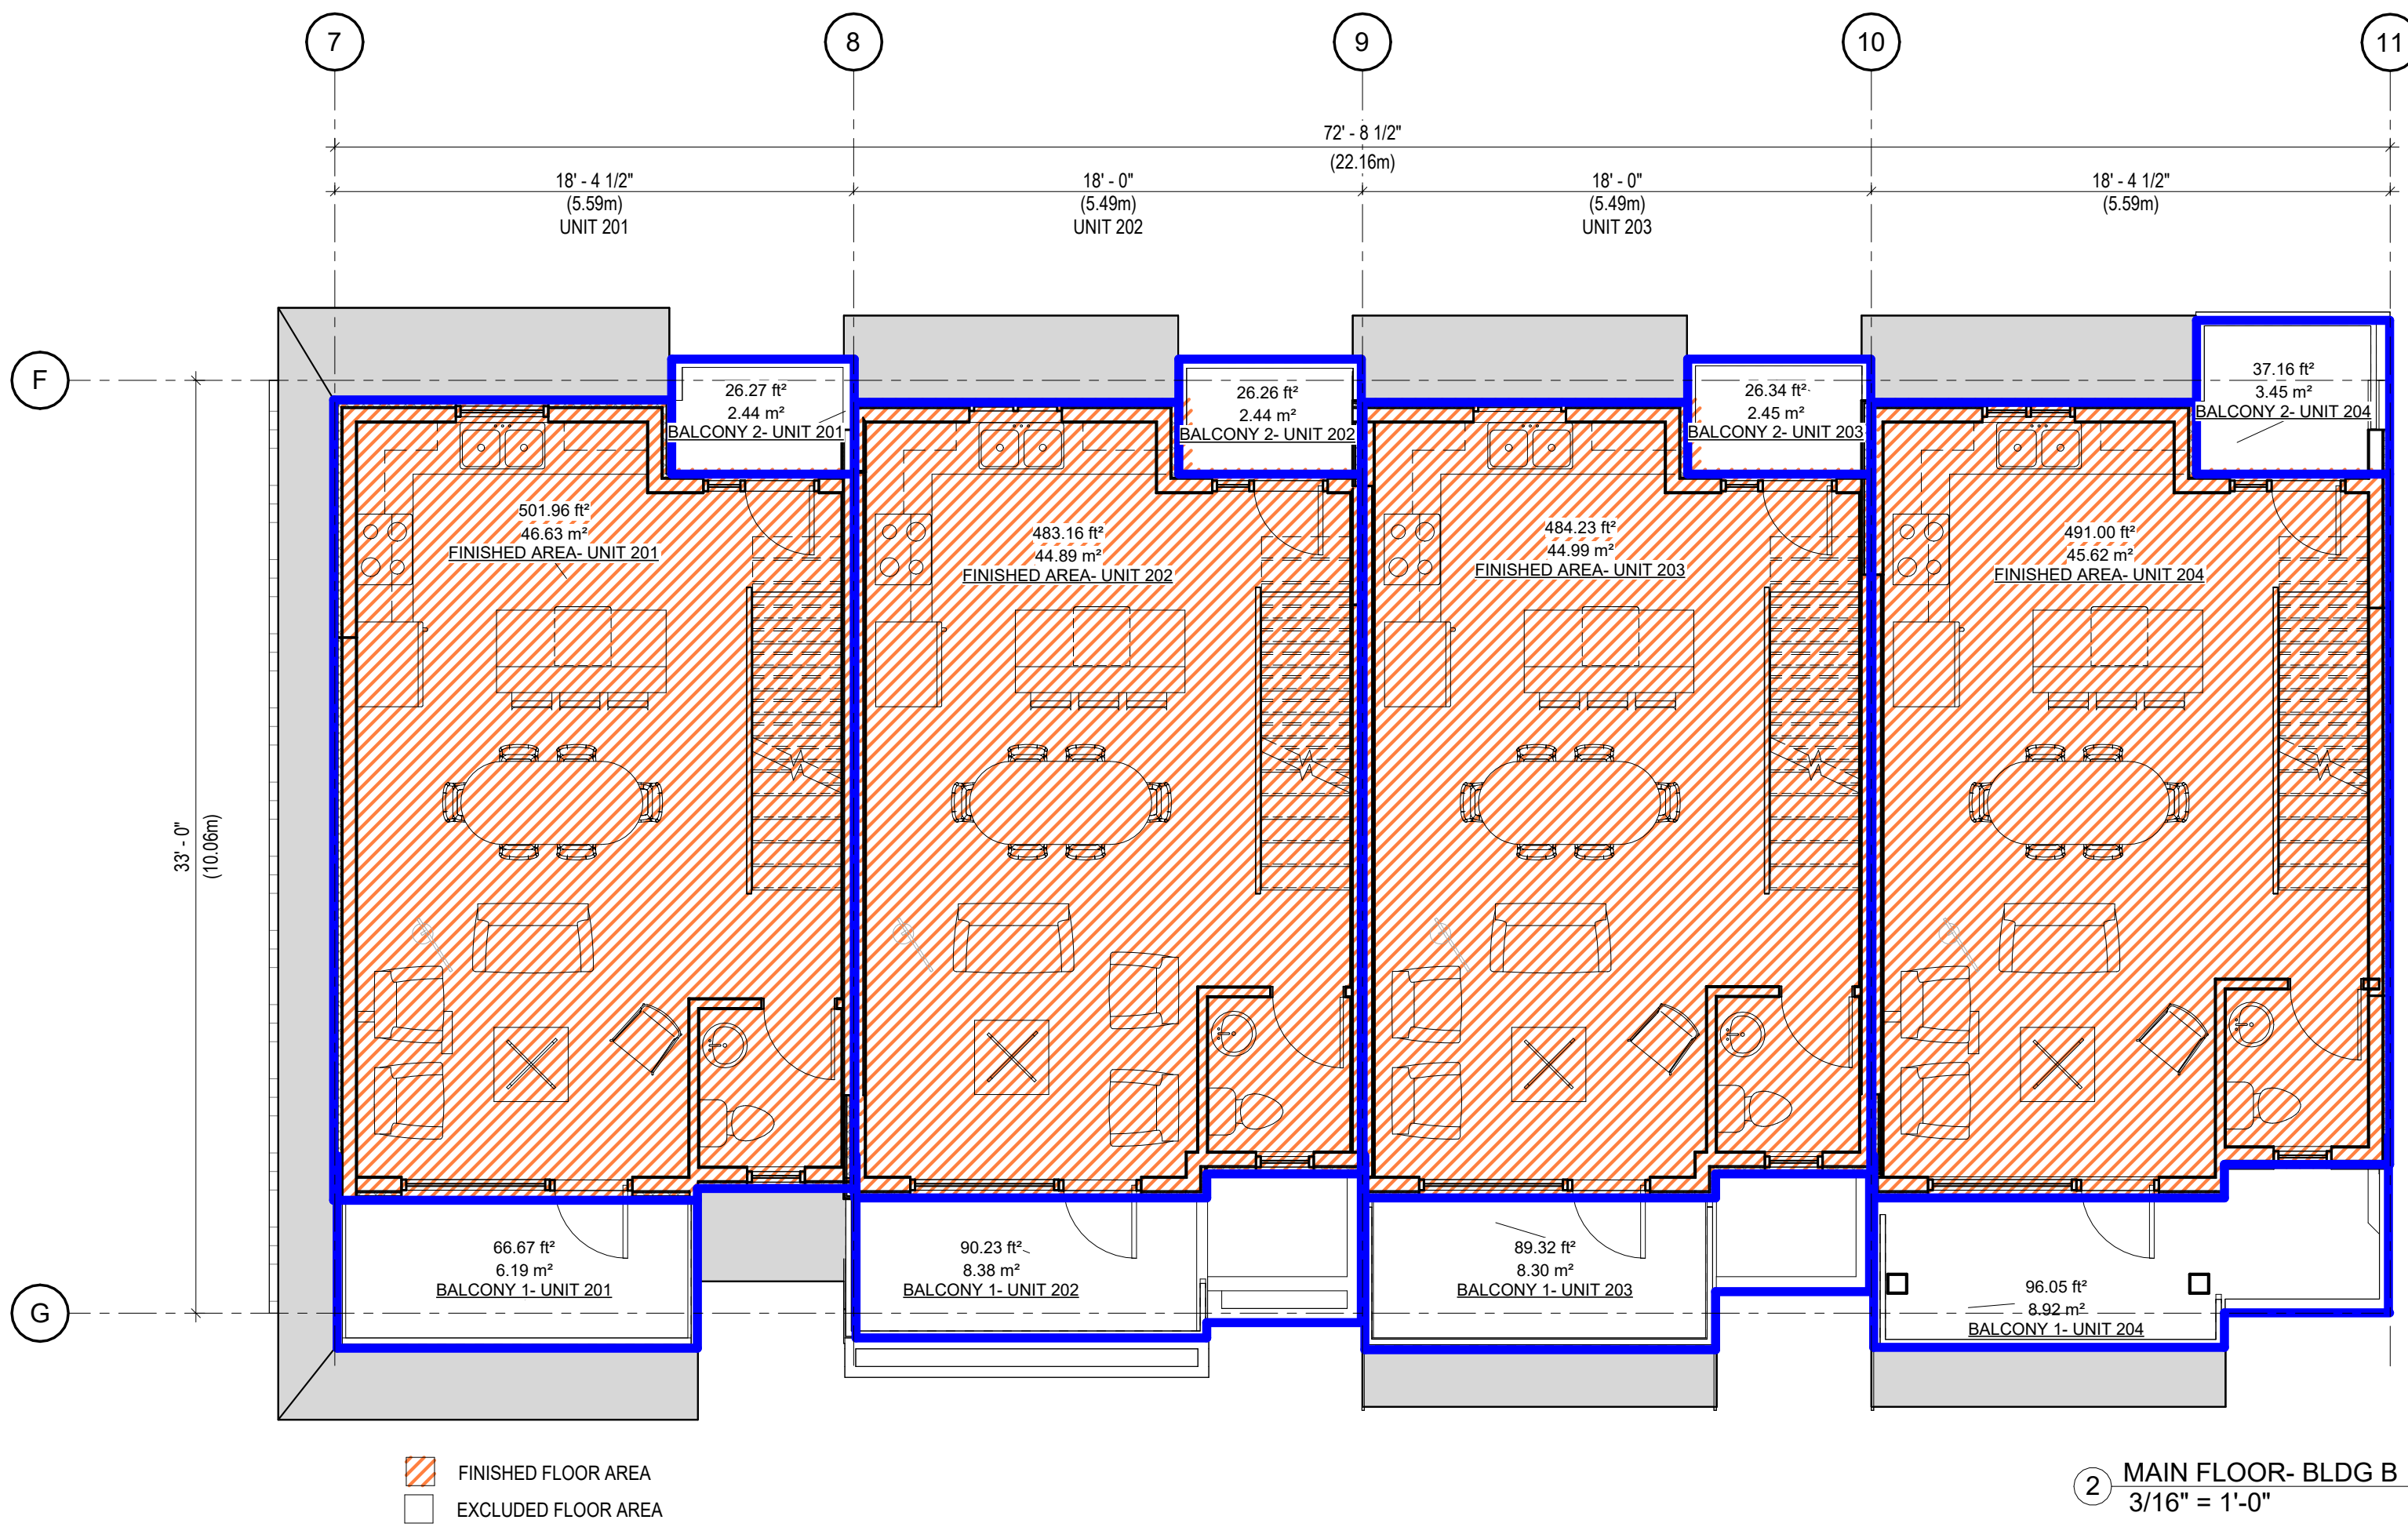 7
8
9
10
11
72' - 8 1/2"
(22.16m)
18' - 4 1/2"
(5.59m)
UNIT 201
18' - 0"
(5.49m)
UNIT 202
18' - 0"
(5.49m)
UNIT 203
18' - 4 1/2"
(5.59m)
F
26.27 ft²
2.44 m²
BALCONY 2- UNIT 201
26.26 ft²
2.44 m²
BALCONY 2- UNIT 202
26.34 ft²
2.45 m²
BALCONY 2- UNIT 203
37.16 ft²
3.45 m²
BALCONY 2- UNIT 204
501.96 ft²
46.63 m²
FINISHED AREA- UNIT 201
483.16 ft²
44.89 m²
FINISHED AREA- UNIT 202
484.23 ft²
44.99 m²
FINISHED AREA- UNIT 203
491.00 ft²
45.62 m²
FINISHED AREA- UNIT 204
33' - 0"
(10.06m)
66.67 ft²
6.19 m²
BALCONY 1- UNIT 201
90.23 ft²
8.38 m²
BALCONY 1- UNIT 202
89.32 ft²
8.30 m²
BALCONY 1- UNIT 203
96.05 ft²
8.92 m²
BALCONY 1- UNIT 204
G
FINISHED FLOOR AREA
EXCLUDED FLOOR AREA
2
MAIN FLOOR- BLDG B
3/16" = 1'-0"